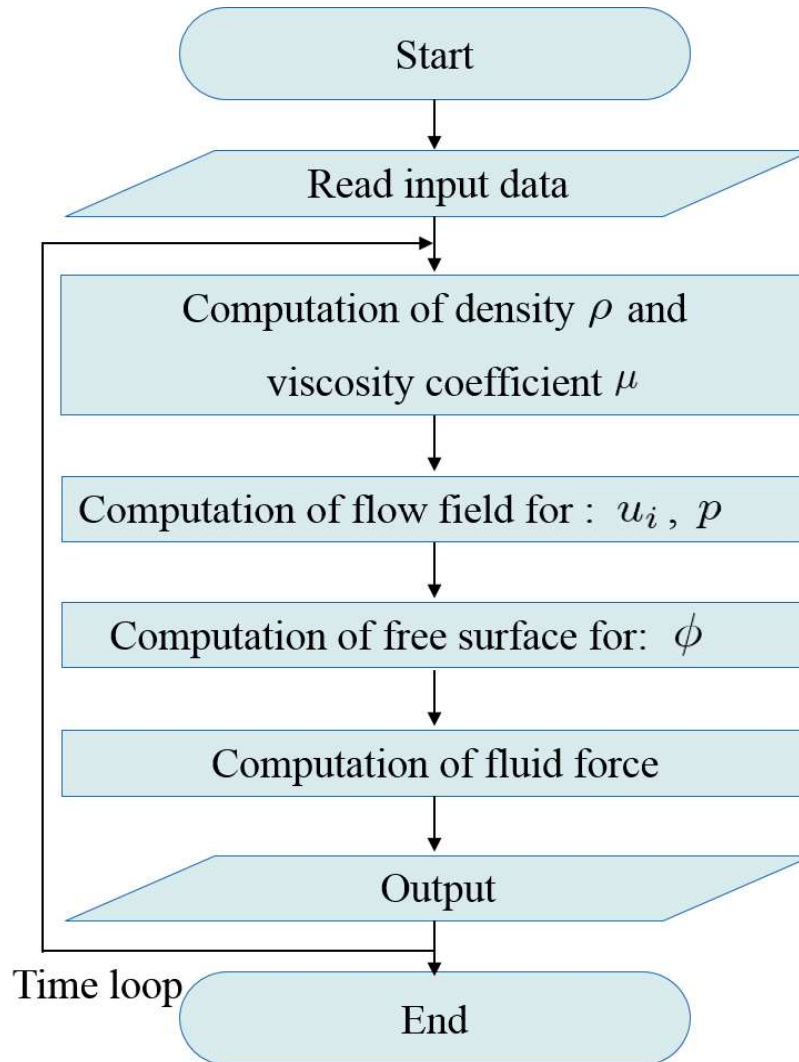 Start
Read input data
Computation of density ρ and
viscosity coefficient μ
Computation of flow field for : u_i , p
Computation of free surface for: ϕ
Computation of fluid force
Output
Time loop
End